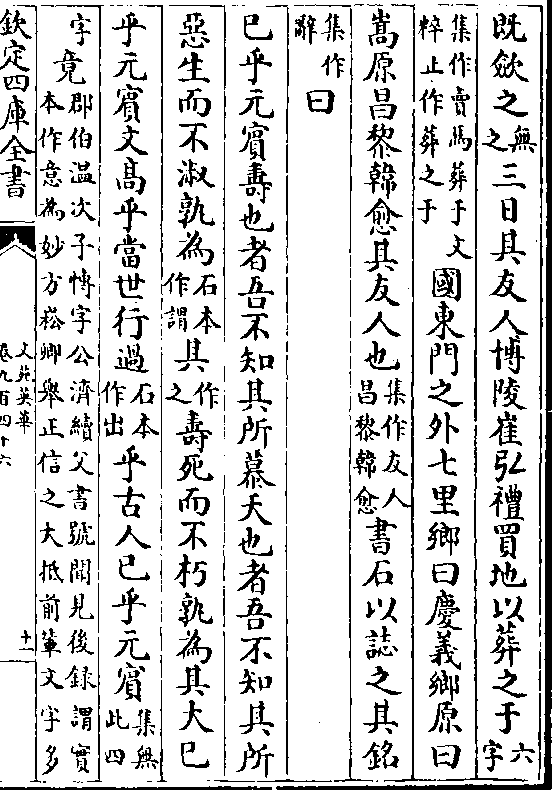 既斂之無之三日其友人博陵崔弘禮買地以葬之于六字
集作賣馬葬于文粹止作葬之于國東門之外七里鄉曰慶義鄉原曰
嵩原昌黎韓愈其友人也集作友人昌黎韓愈書石以誌之其銘
集作辭曰
已乎元賓壽也者吾不知其所慕夭也者吾不知其所
惡生而不淑孰為石本作謂其作之壽死而不朽孰為其大已
乎元賓文髙乎當世行過石本作出乎古人已乎元賓集無此四
字竟郡伯温次子博字公濟續父書號聞見後録謂實本作意為妙方崧卿舉正信之大抵前輩文字多
欽定四庫全書
文苑英華
卷九百四十六
十一